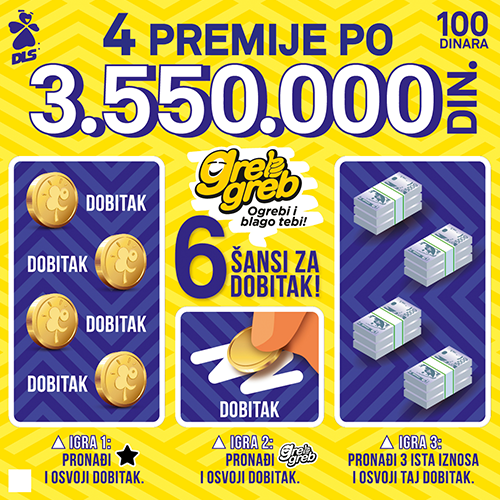 DLS
4 PREMIJE PO
100
DINARA
3.550.000
DIN.
greb
greb
Ogrebi i
blago tebi!
6
ŠANSI ZA
DOBITAK!
DOBITAK
DOBITAK
DOBITAK
DOBITAK
DOBITAK
IGRA 1:
PRONAĐI
I OSVOJI DOBITAK.
IGRA 2:
PRONAĐI greb greb
I OSVOJI DOBITAK.
IGRA 3:
PRONAĐI 3 ISTA IZNOSA
I OSVOJI TAJ DOBITAK.